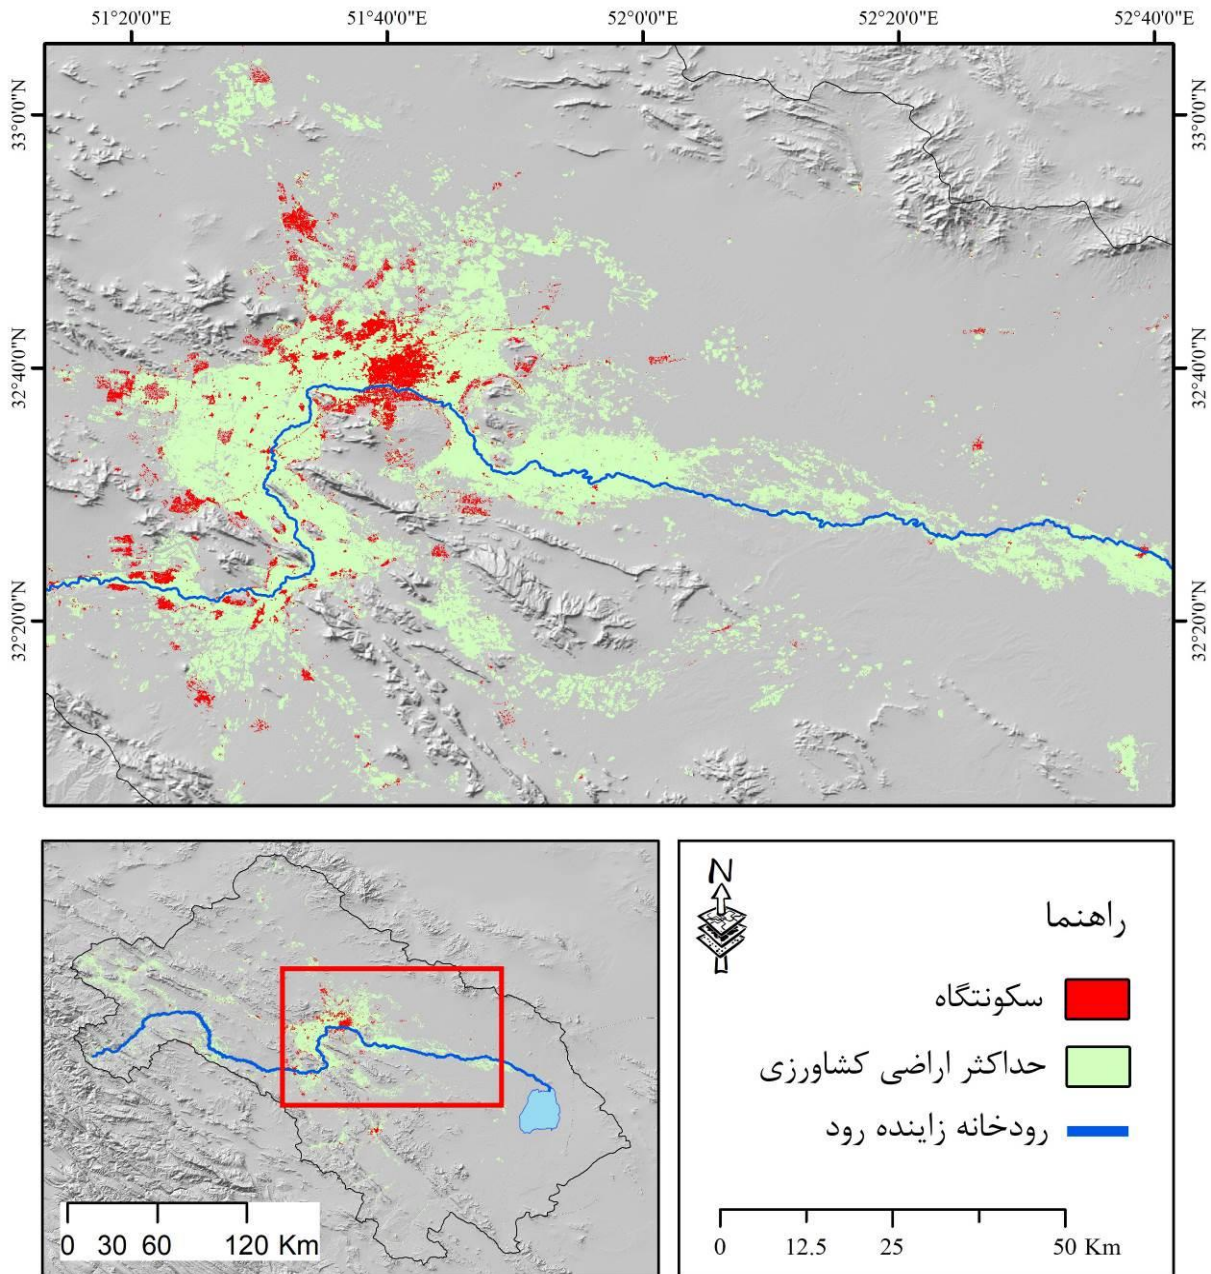 51°20'0"E
51°40'0"E
52°0'0"E
52°20'0"E
52°40'0"E
33°0'0"N
33°0'0"N
32°40'0"N
32°40'0"N
32°20'0"N
32°20'0"N
0 30 60 120 Km
N
راهنما
سکونتگاه
حداکثر اراضی کشاورزی
رودخانه زاینده رود
0 12.5 25 50 Km